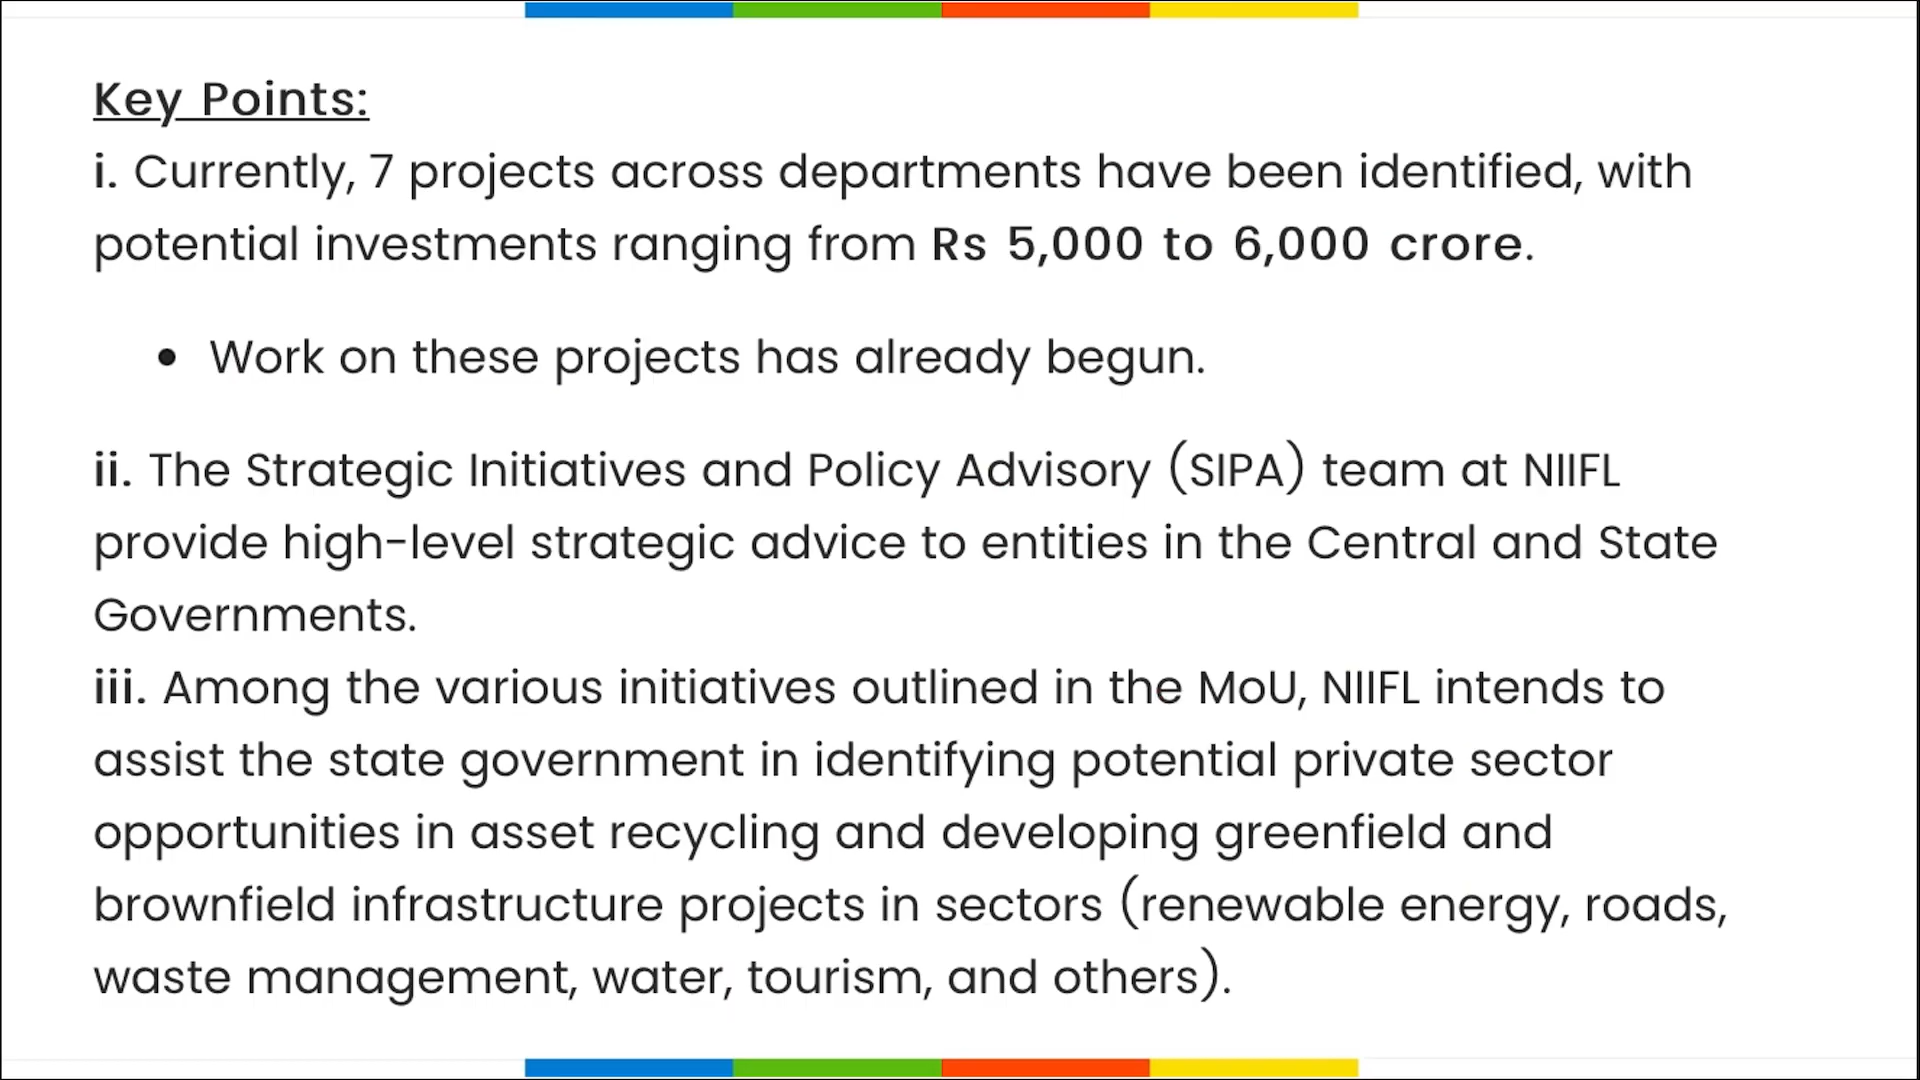 Key Points:
i. Currently, 7 projects across departments have been identified, with
potential investments ranging from Rs 5,000 to 6,000 crore.
• Work on these projects has already begun.
ii. The Strategic Initiatives and Policy Advisory (SIPA) team at NIIFL
provide high-level strategic advice to entities in the Central and State
Governments.
iii. Among the various initiatives outlined in the MoU, NIIFL intends to
assist the state government in identifying potential private sector
opportunities in asset recycling and developing greenfield and
brownfield infrastructure projects in sectors (renewable energy, roads,
waste management, water, tourism, and others).